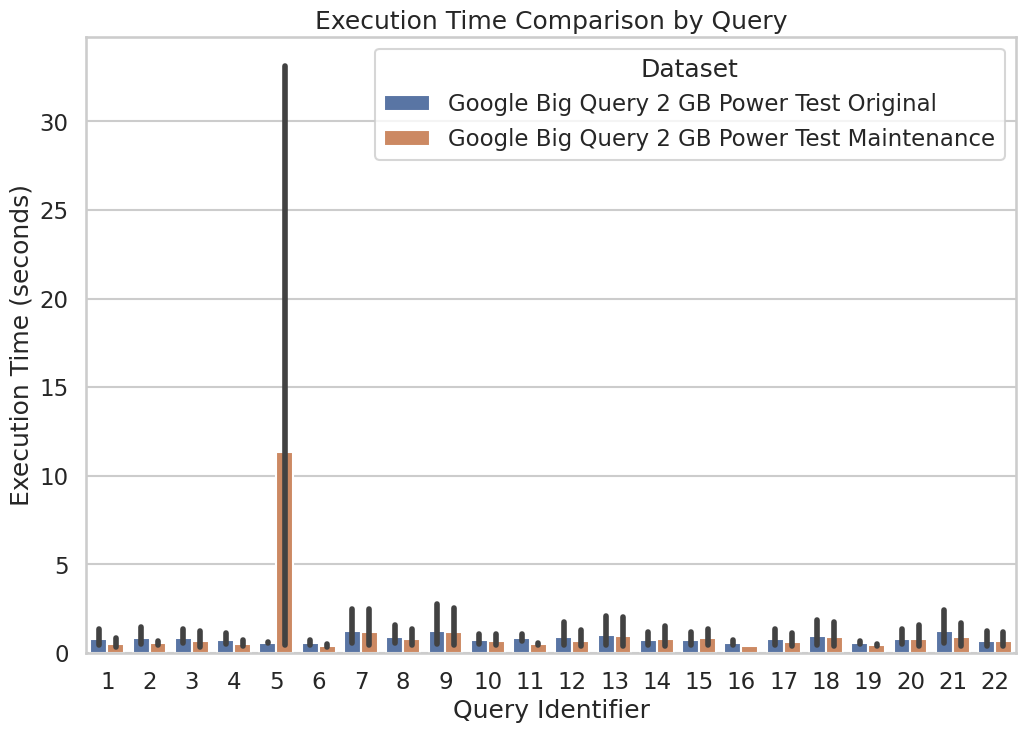 Execution Time Comparison by Query
Dataset
Google Big Query 2 GB Power Test Original
Google Big Query 2 GB Power Test Maintenance
Execution Time (seconds)
30
25
20
15
10
5
0
1 2 3 4 5 6 7 8 9 10 11 12 13 14 15 16 17 18 19 20 21 22
Query Identifier